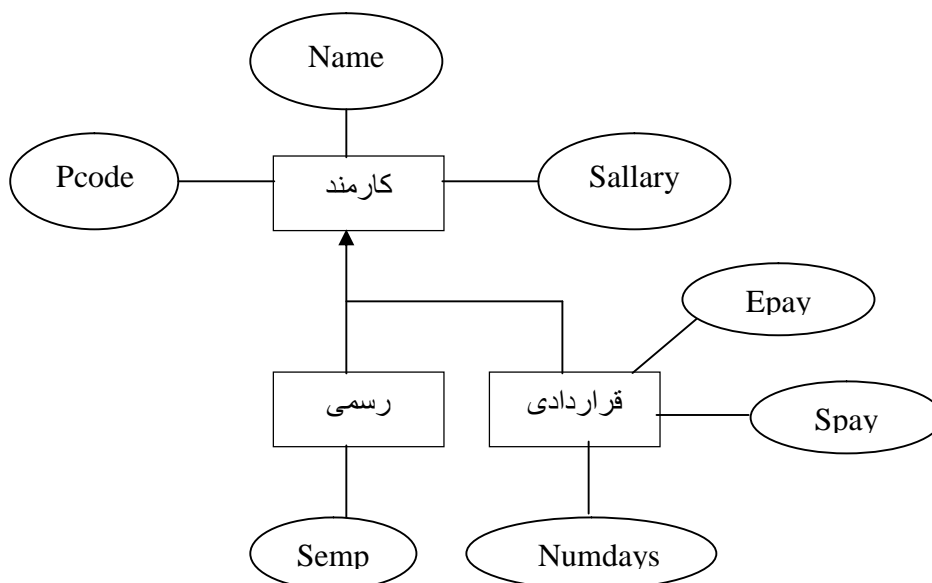 Name
Pcode
کارمند
Sallary
Epay
رسمی
قراردادی
Spay
Semp
Numdays